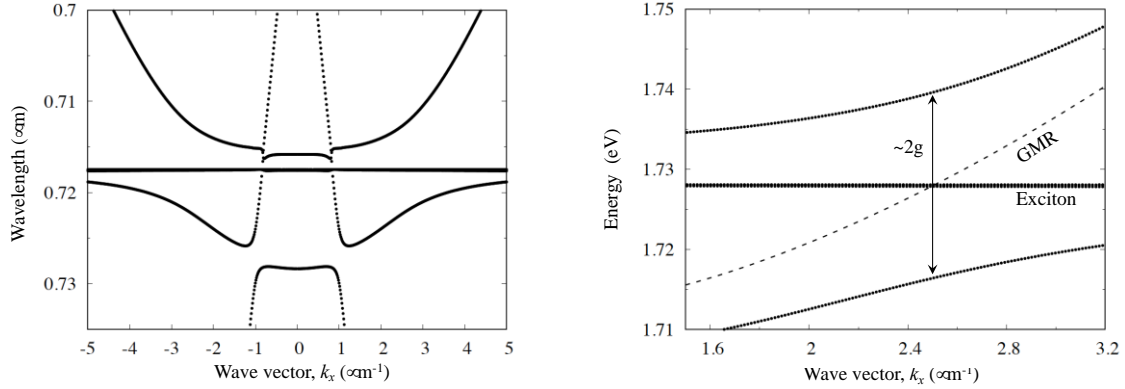 0.7
0.71
0.72
0.73
Wavelength (∝m)
-5 -4 -3 -2 -1 0 1 2 3 4 5
Wave vector, kₓ (∝m⁻¹)
1.75
1.74
1.73
1.72
1.71
Energy (eV)
~2g
GMR
Exciton
1.6 2 2.4 2.8 3.2
Wave vector, kₓ (∝m⁻¹)